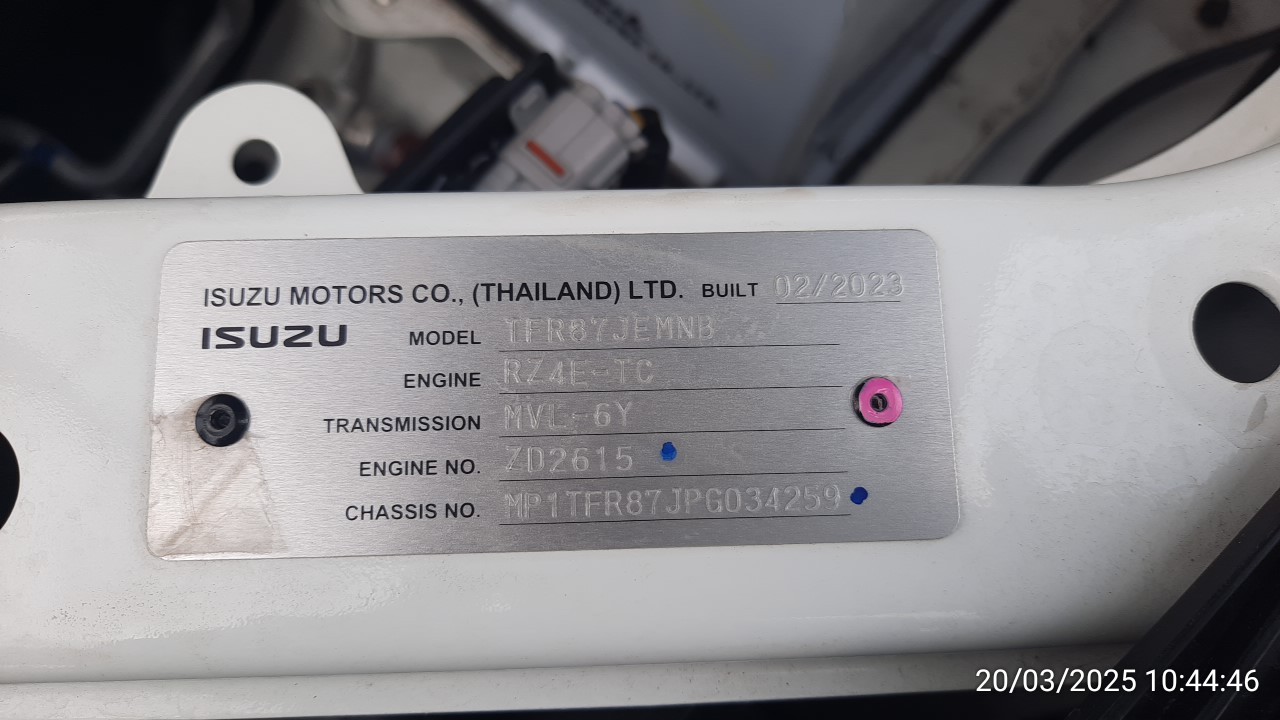 ISUZU MOTORS CO., (THAILAND) LTD. BUILT 02/2023
ISUZU MODEL TFR87JEMNB
ENGINE RZ4E-TC
TRANSMISSION MVL-6Y
ENGINE NO. ZD2615
CHASSIS NO. MP1TFR87JPG034259
20/03/2025 10:44:46